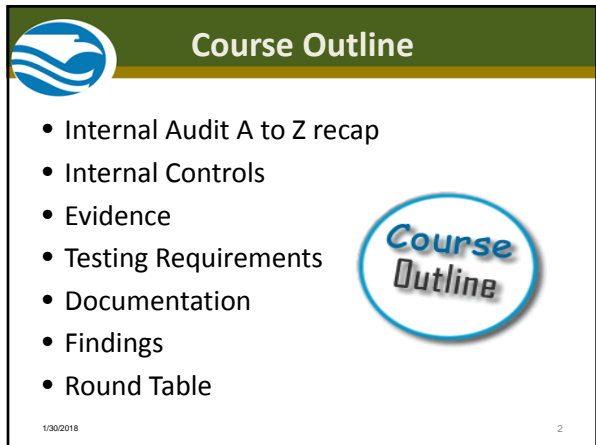 Course Outline
• Internal Audit A to Z recap
• Internal Controls
• Evidence
• Testing Requirements
• Documentation
• Findings
• Round Table
Course
Outline
1/30/2018
2